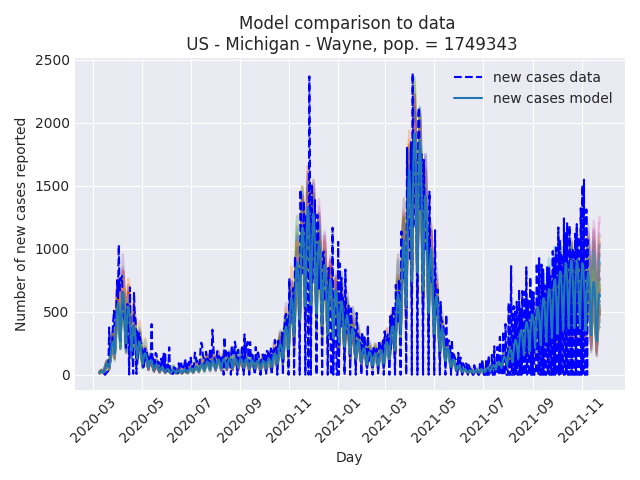 Model comparison to data
US - Michigan - Wayne, pop. = 1749343
new cases data
new cases model
Number of new cases reported
2500
2000
1500
1000
500
0
2020-03
2020-05
2020-07
2020-09
2020-11
2021-01
2021-03
2021-05
2021-07
2021-09
2021-11
Day